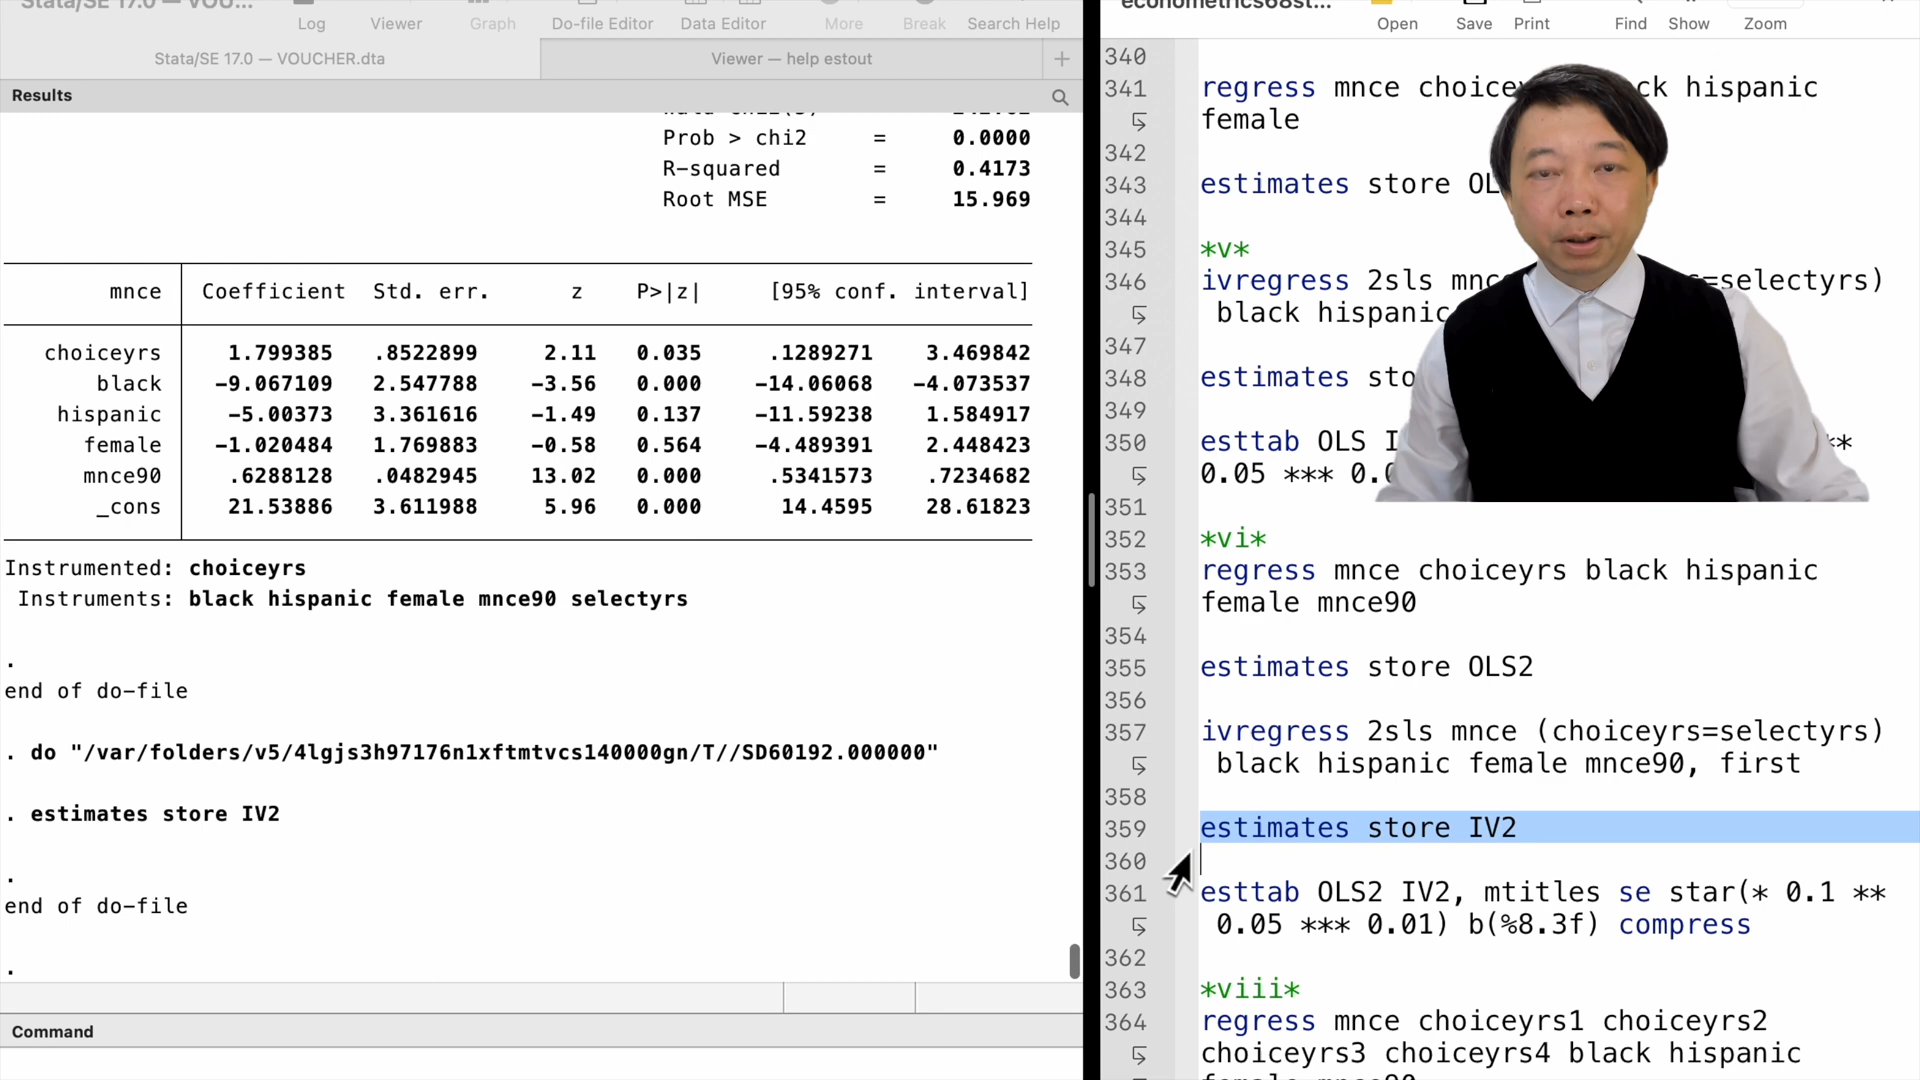 Stata/SE 17.0 — VOU...
Log Viewer Graph Do-file Editor Data Editor More Break Search Help
Stata/SE 17.0 — VOUCHER.dta Viewer — help estout +
Results
Prob > chi2 = 0.0000
R-squared = 0.4173
Root MSE = 15.969
mnce Coefficient Std. err. z P>|z| [95% conf. interval]
choiceyrs 1.799385 .8522899 2.11 0.035 .1289271 3.469842
black -9.067109 2.547788 -3.56 0.000 -14.06068 -4.073537
hispanic -5.00373 3.361616 -1.49 0.137 -11.59238 1.584917
female -1.020484 1.769883 -0.58 0.564 -4.489391 2.448423
mnce90 .6288128 .0482945 13.02 0.000 .5341573 .7234682
_cons 21.53886 3.611988 5.96 0.000 14.4595 28.61823
Instrumented: choiceyrs
Instruments: black hispanic female mnce90 selectyrs
.
end of do-file
. do "/var/folders/v5/4lgjs3h97176n1xftmtvcs140000gn/T//SD60192.000000"
. estimates store IV2
.
end of do-file
.
Command
econometrics68st...
Open Save Print Find Show Zoom
340
341 regress mnce hispanic
female
342
343 estimates store
344
345 *v*
346 ivregress 2sls mnce =selectyrs)
black hispanic
347
348 estimates
349
350 esttab OLS **
0.05 ***
351
352 *vi*
353 regress mnce choiceyrs black hispanic
female mnce90
354
355 estimates store OLS2
356
357 ivregress 2sls mnce (choiceyrs=selectyrs)
black hispanic female mnce90, first
358
359 estimates store IV2
360
361 esttab OLS2 IV2, mtitles se star(* 0.1 **
0.05 *** 0.01) b(%8.3f) compress
362
363 *viii*
364 regress mnce choiceyrs1 choiceyrs2
choiceyrs3 choiceyrs4 black hispanic